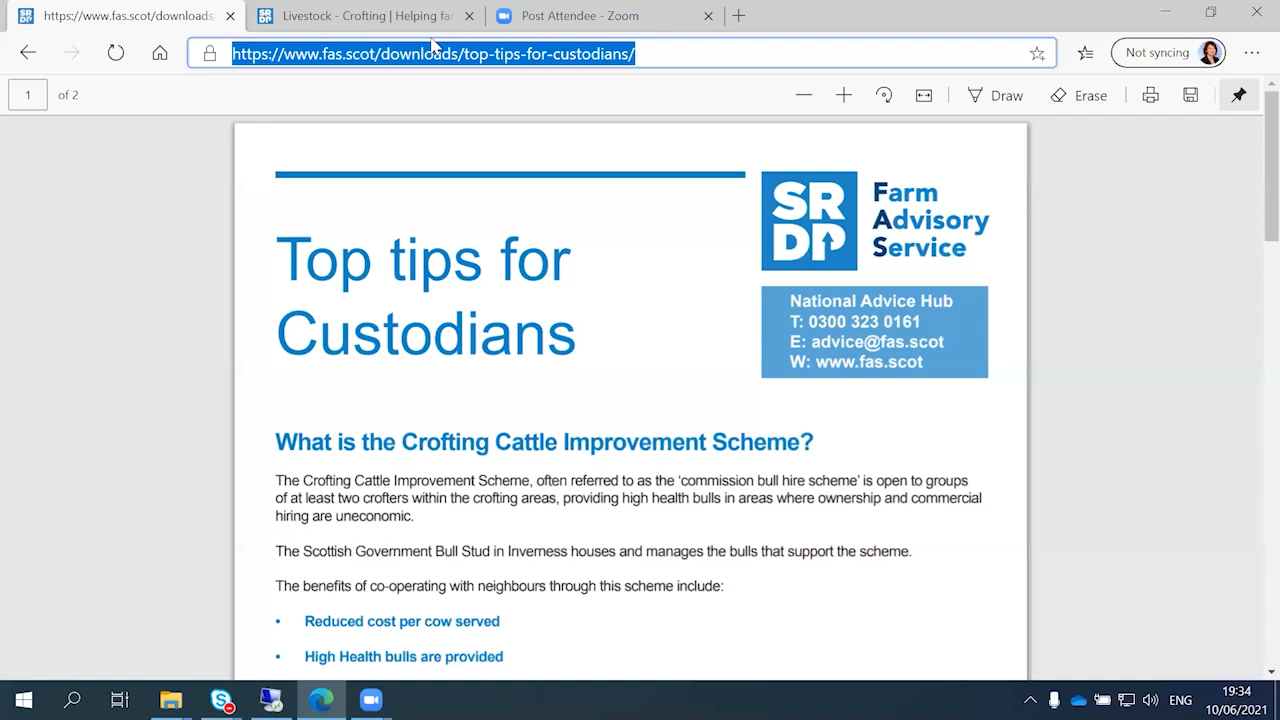 https://www.fas.scot/downloads/
Livestock - Crofting | Helping far
Post Attendee - Zoom
https://www.fas.scot/downloads/top-tips-for-custodians/
Not syncing
1 of 2
Draw
Erase
SRDP
Farm
Advisory
Service
Top tips for
Custodians
National Advice Hub
T: 0300 323 0161
E: advice@fas.scot
W: www.fas.scot
What is the Crofting Cattle Improvement Scheme?
The Crofting Cattle Improvement Scheme, often referred to as the ‘commission bull hire scheme’ is open to groups
of at least two crofters within the crofting areas, providing high health bulls in areas where ownership and commercial
hiring are uneconomic.
The Scottish Government Bull Stud in Inverness houses and manages the bulls that support the scheme.
The benefits of co-operating with neighbours through this scheme include:
• Reduced cost per cow served
• High Health bulls are provided
ENG
19:34
10/06/2021